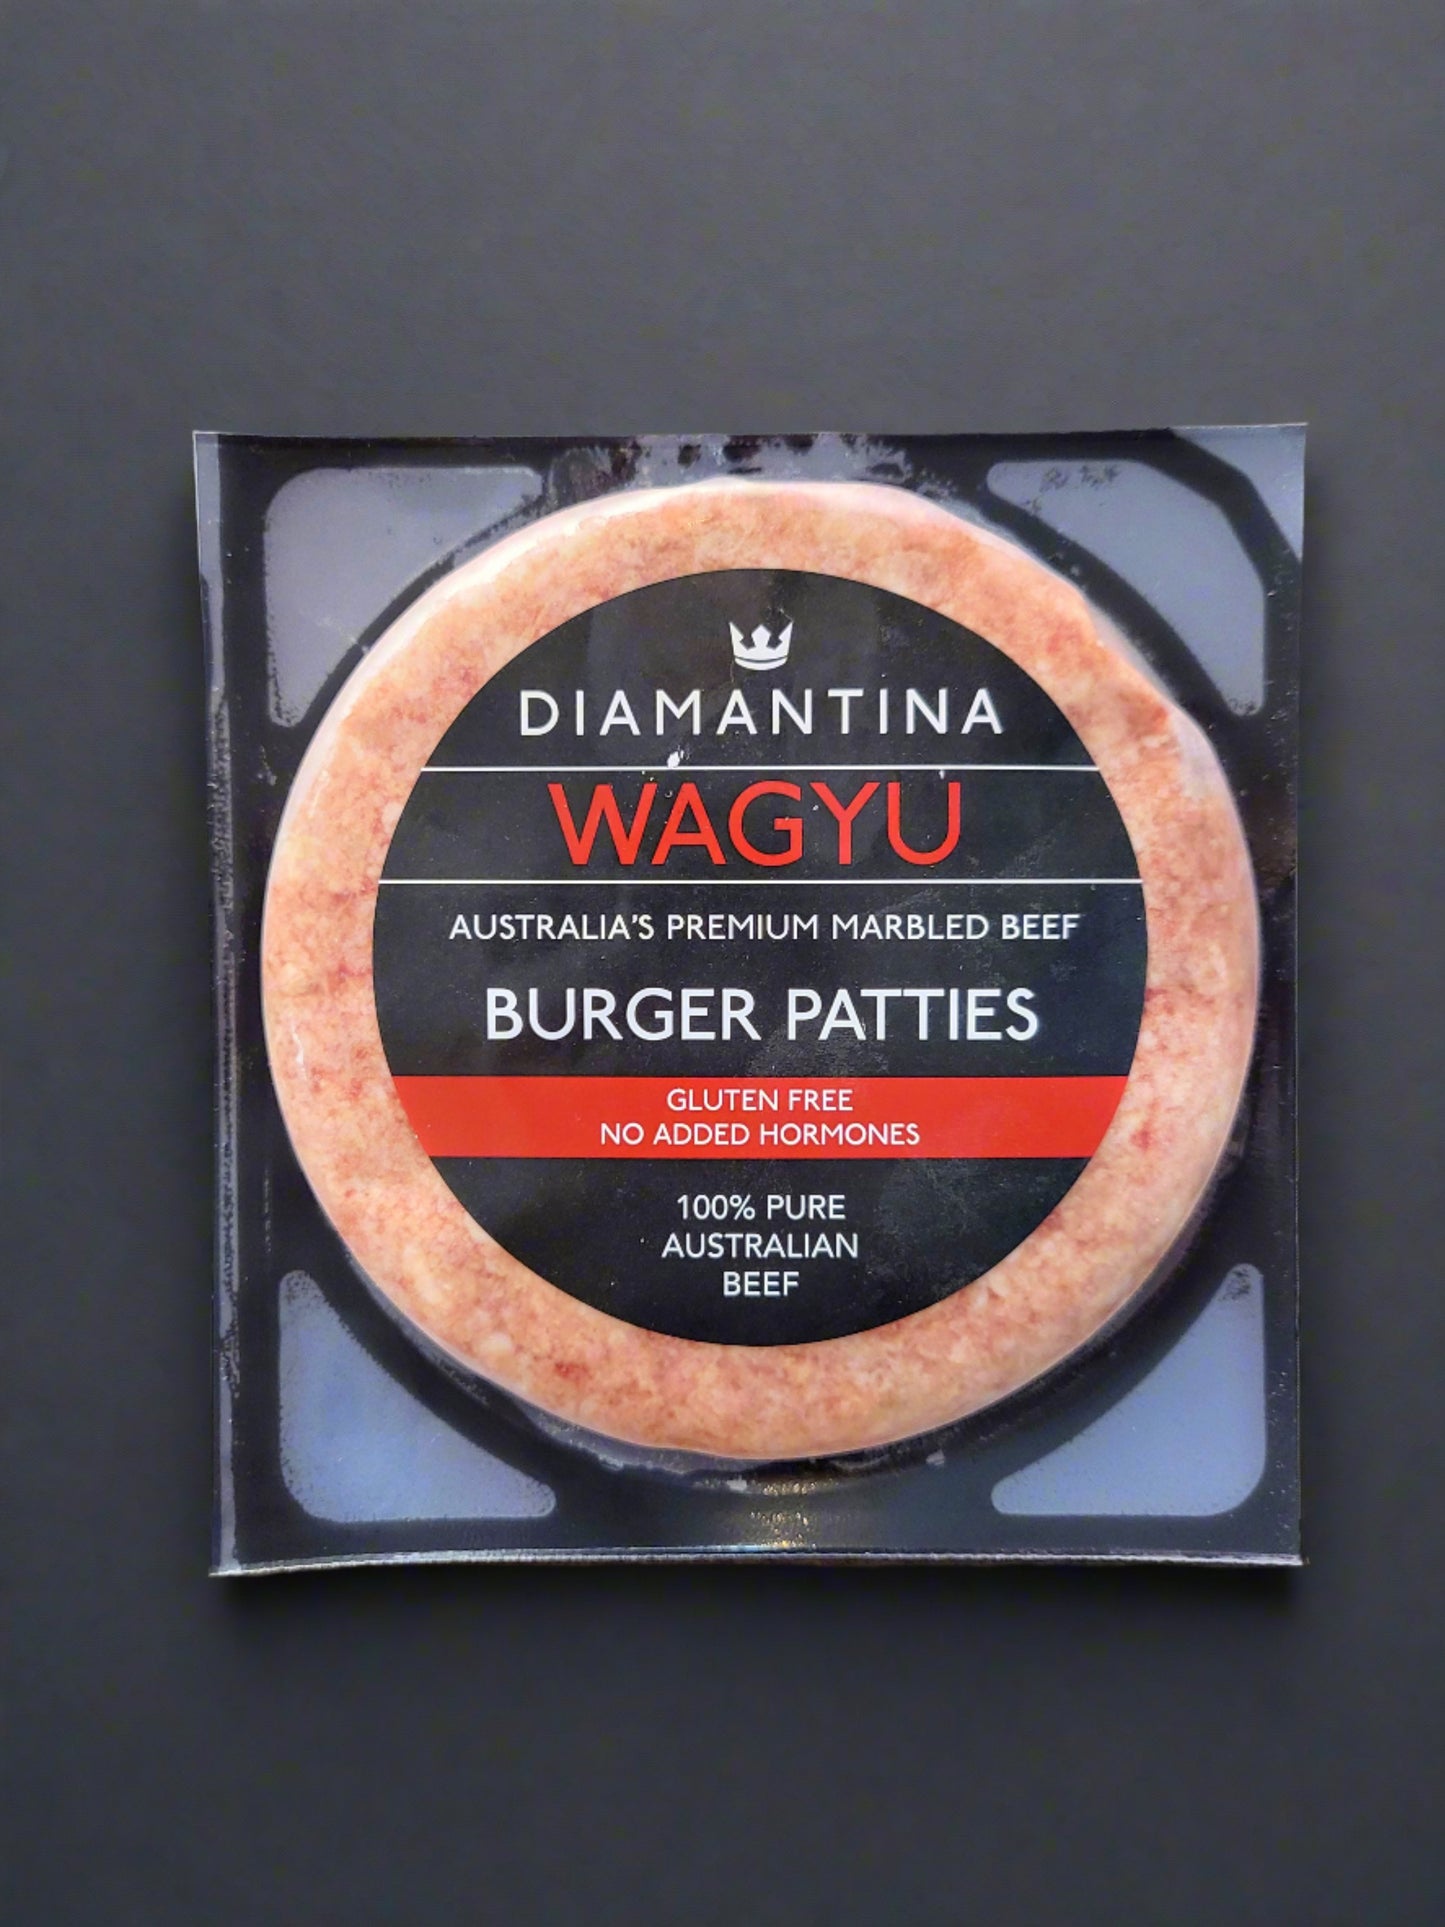 DIAMANTINA
WAGYU
AUSTRALIA'S PREMIUM MARBLED BEEF
BURGER PATTIES
GLUTEN FREE
NO ADDED HORMONES
100% PURE
AUSTRALIAN
BEEF